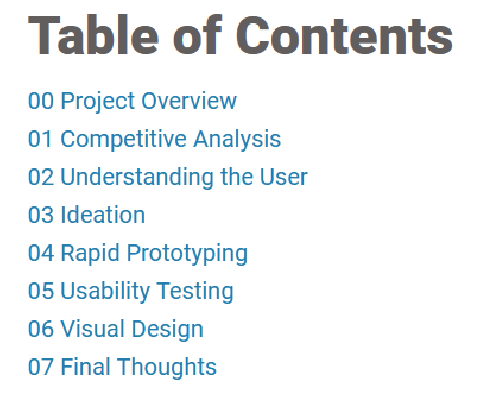 Table of Contents
00 Project Overview
01 Competitive Analysis
02 Understanding the User
03 Ideation
04 Rapid Prototyping
05 Usability Testing
06 Visual Design
07 Final Thoughts